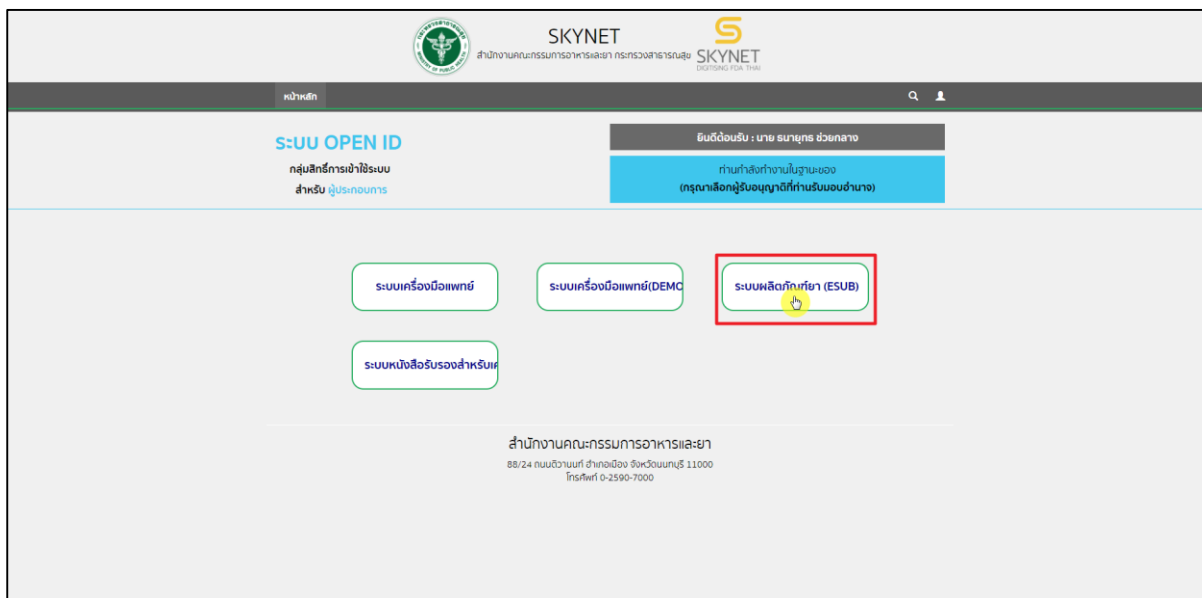 SKYNET
สำนักงานคณะกรรมการอาหารและยา กระทรวงสาธารณสุข
SKYNET
DIGITISING FDA THAI
หน้าหลัก
ระบบ OPEN ID
กลุ่มสิทธิ์การเข้าใช้ระบบ
สำหรับ ผู้ประกอบการ
ยินดีต้อนรับ : นาย ธนายุทธ ช่วยกลาง
ท่านกำลังทำงานในฐานะของ
(กรุณาเลือกผู้รับอนุญาติที่ท่านรับมอบอำนาจ)
ระบบเครื่องมือแพทย์
ระบบเครื่องมือแพทย์(DEMO
ระบบผลิตภัณฑ์ยา (ESUB)
ระบบหนังสือรับรองสำหรับเค
สำนักงานคณะกรรมการอาหารและยา
88/24 ถนนติวานนท์ อำเภอเมือง จังหวัดนนทบุรี 11000
โทรศัพท์ 0-2590-7000